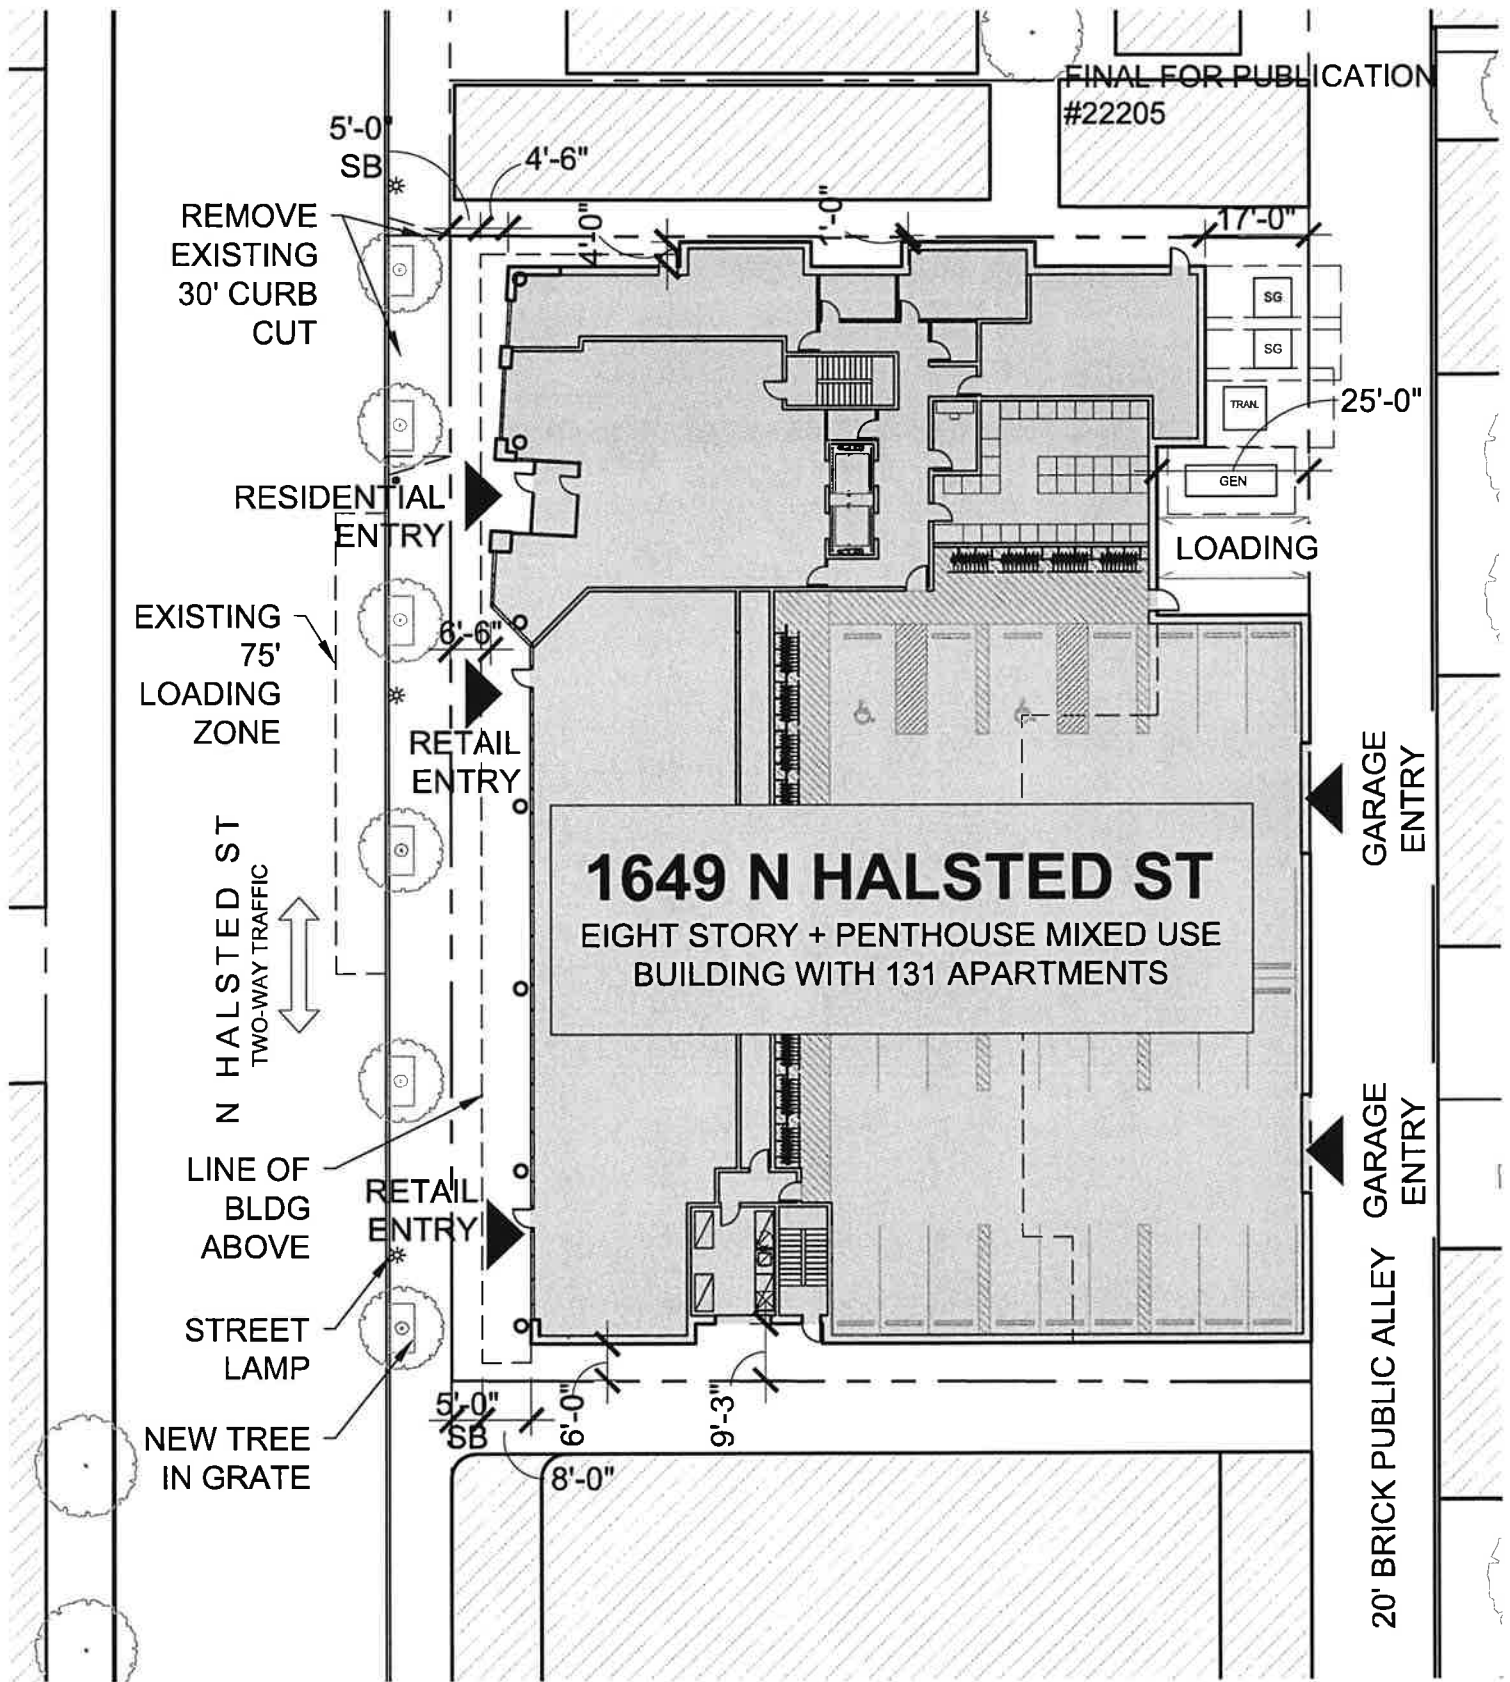 FINAL FOR PUBLICATION
#22205
5'-0"
SB
4'-6"
REMOVE
EXISTING
30' CURB
CUT
4'-0"
'-0"
17'-0"
SG
SG
TRAN.
25'-0"
GEN
LOADING
RESIDENTIAL
ENTRY
EXISTING
75'
LOADING
ZONE
6'-6"
RETAIL
ENTRY
GARAGE
ENTRY
1649 N HALSTED ST
EIGHT STORY + PENTHOUSE MIXED USE
BUILDING WITH 131 APARTMENTS
N HALSTED ST
TWO-WAY TRAFFIC
LINE OF
BLDG
ABOVE
RETAIL
ENTRY
GARAGE
ENTRY
STREET
LAMP
NEW TREE
IN GRATE
5'-0"
SB
8'-0"
6'-0"
9'-3"
20' BRICK PUBLIC ALLEY